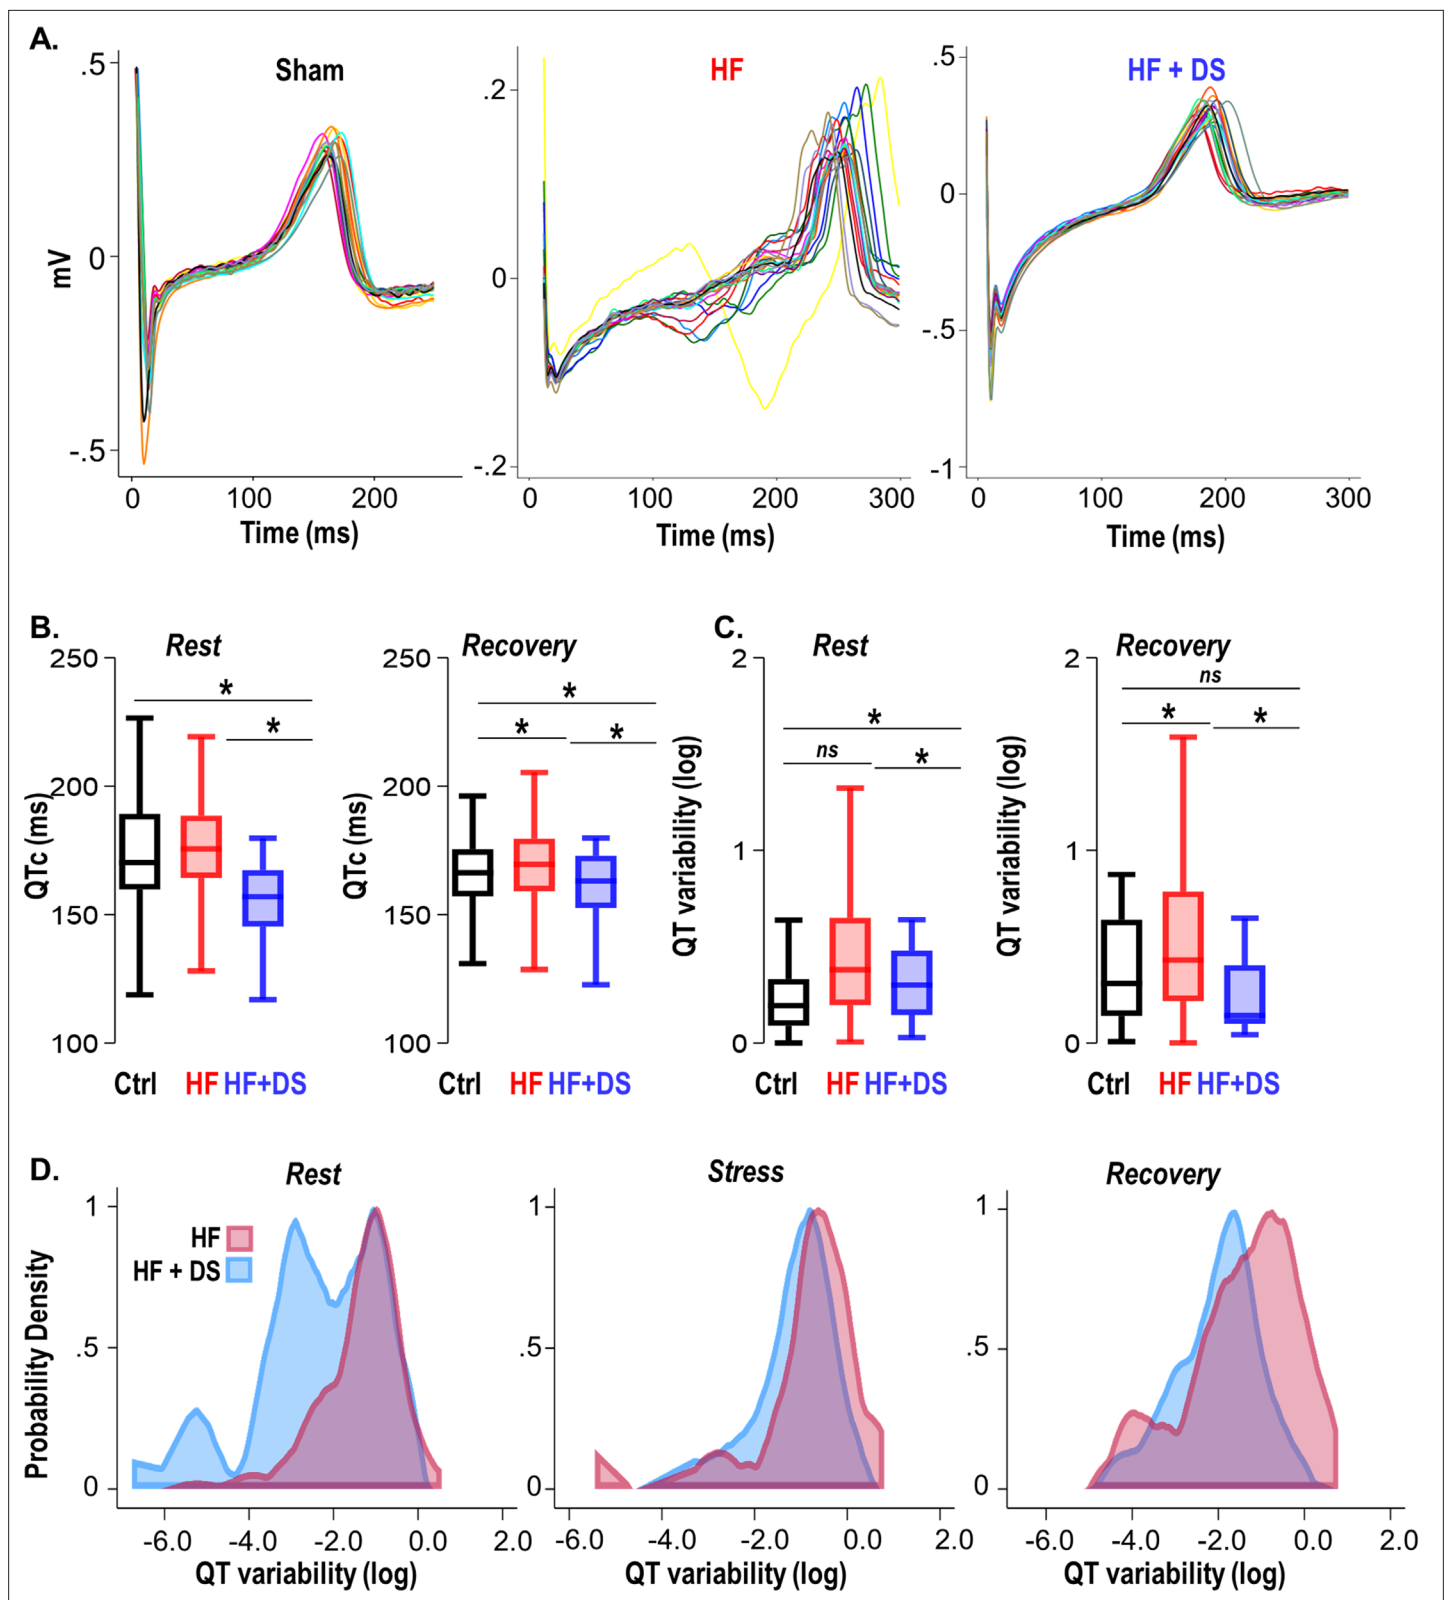 A.
Sham
HF
HF + DS
mV
.5
0
-.5
0 100 200
Time (ms)
.2
0
-.2
0 100 200 300
Time (ms)
.5
0
-.5
-1
0 100 200 300
Time (ms)
B.
Rest
QTc (ms)
250
200
150
100
*
*
Ctrl HF HF+DS
Recovery
QTc (ms)
250
200
150
100
*
* *
Ctrl HF HF+DS
C.
Rest
QT variability (log)
2
1
0
*
ns *
Ctrl HF HF+DS
Recovery
QT variability (log)
2
1
0
ns
* *
Ctrl HF HF+DS
D.
Rest
Probability Density
1
.5
0
HF
HF + DS
-6.0 -4.0 -2.0 0.0 2.0
QT variability (log)
Stress
1
.5
0
-6.0 -4.0 -2.0 0.0 2.0
QT variability (log)
Recovery
1
.5
0
-6.0 -4.0 -2.0 0.0 2.0
QT variability (log)